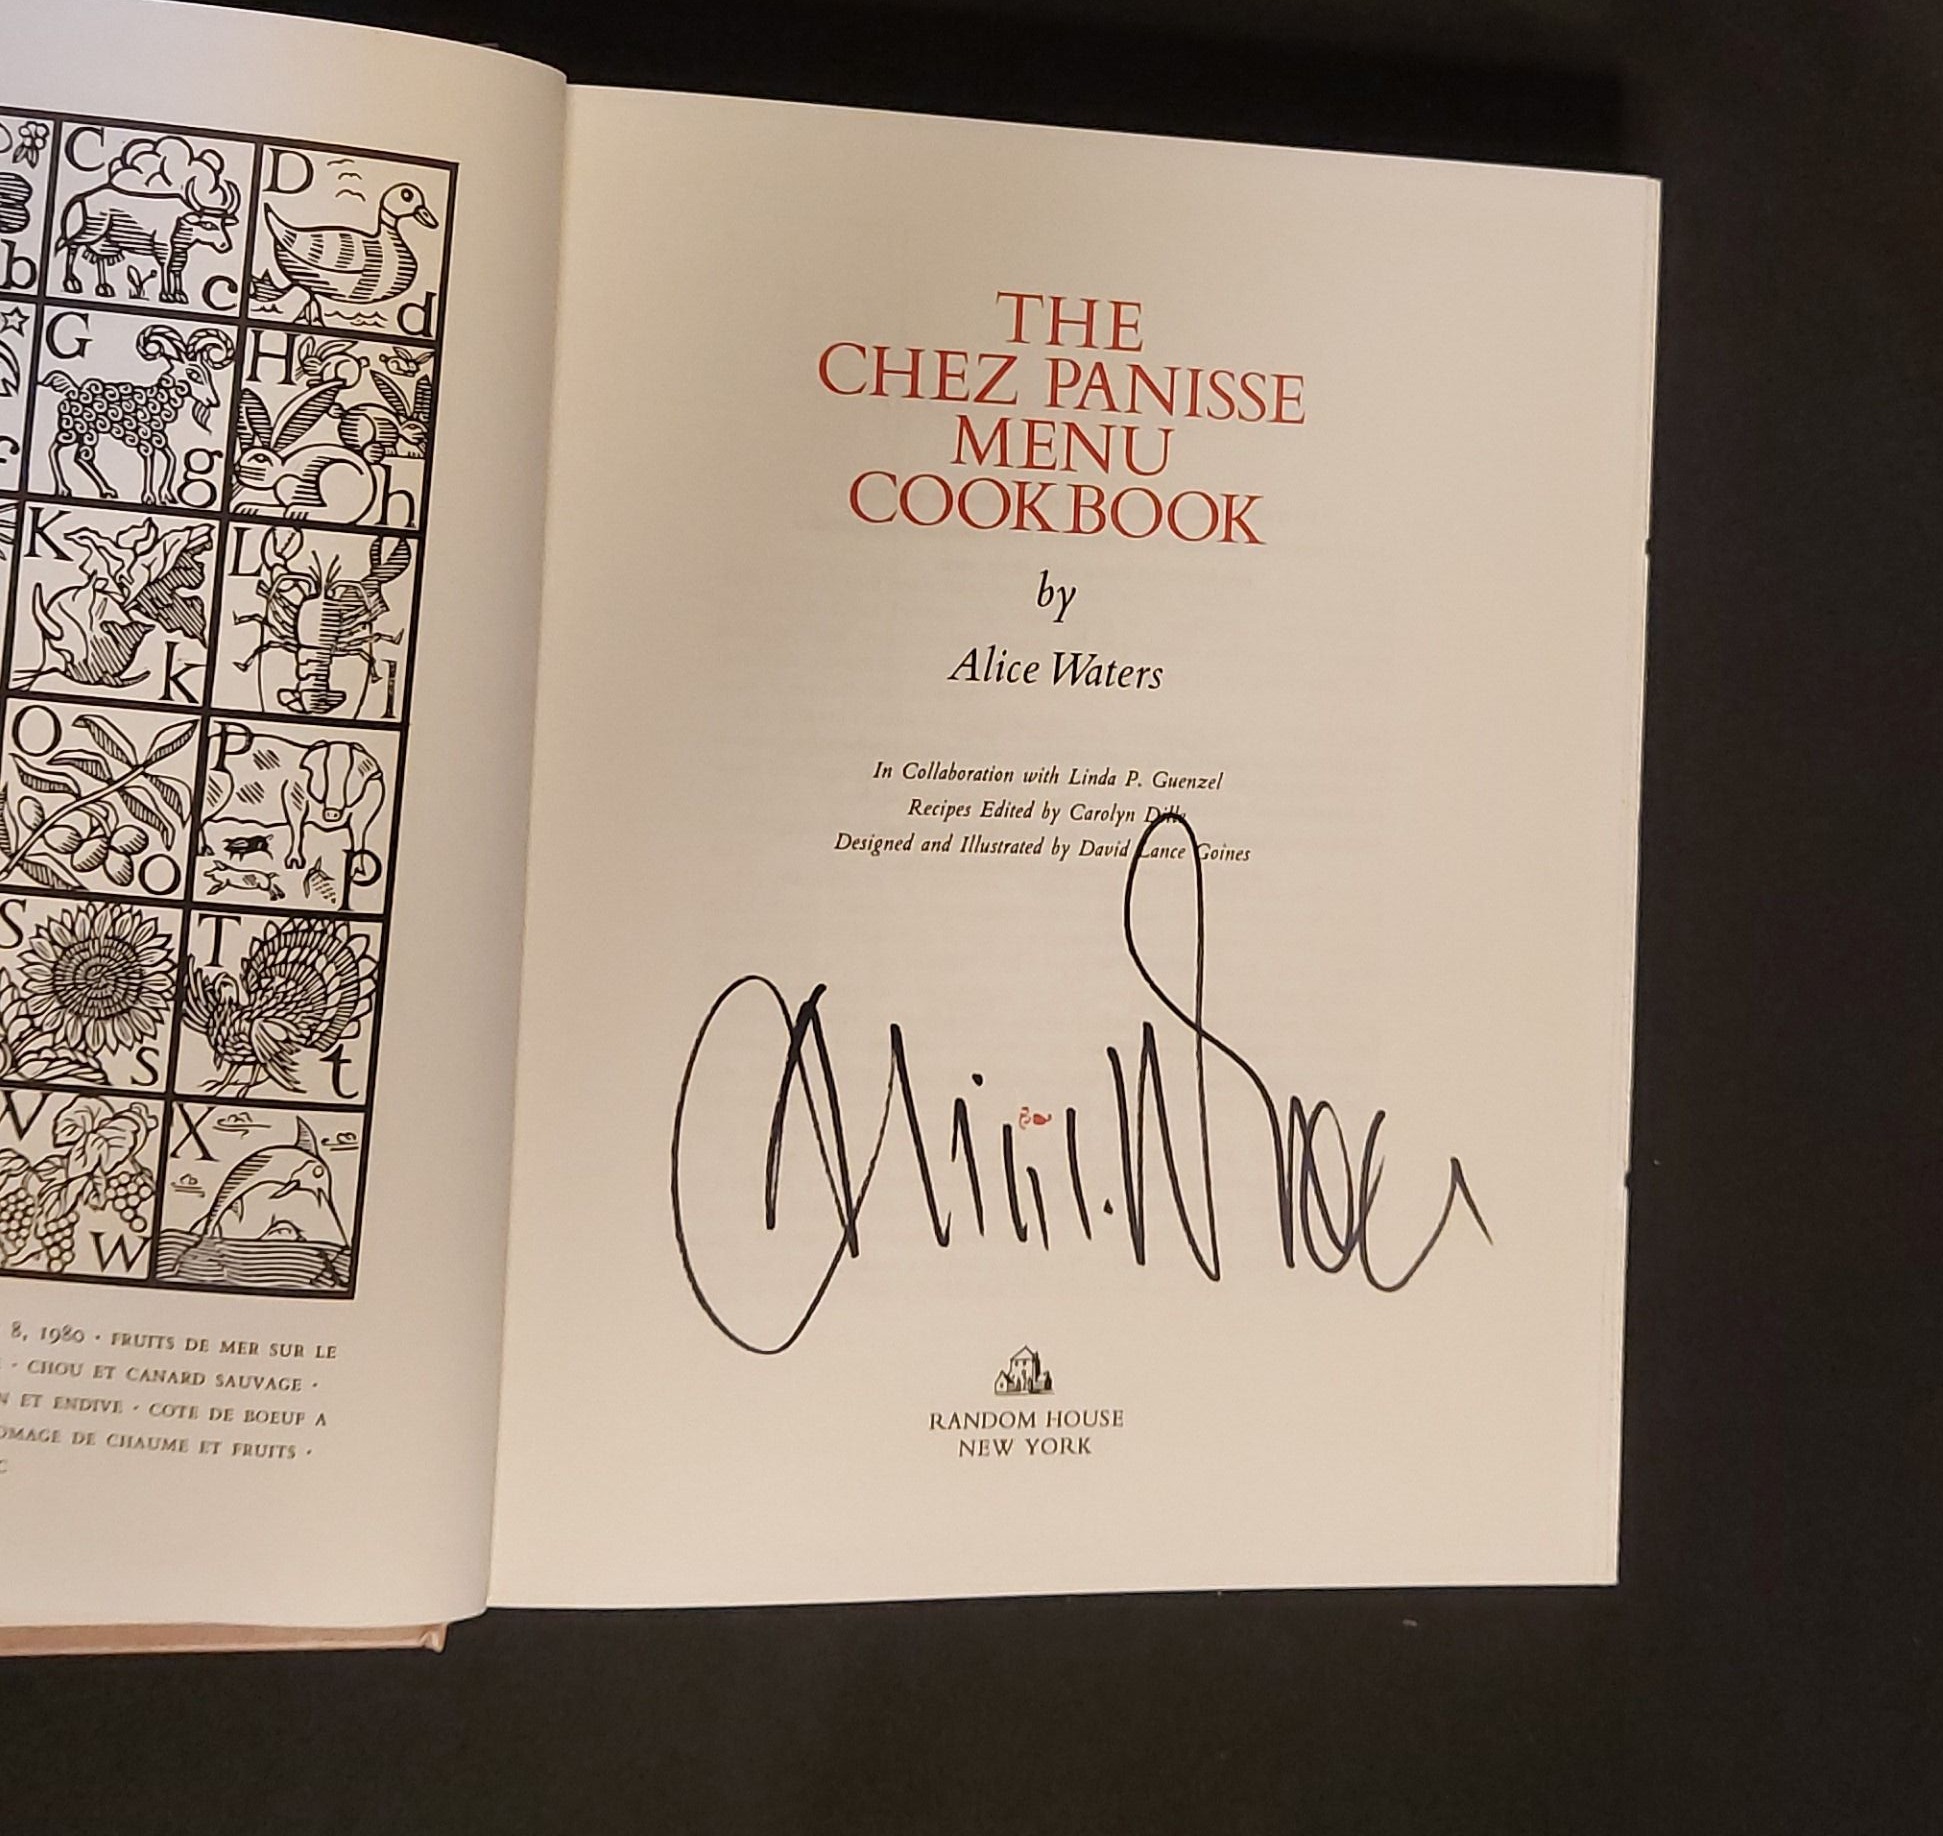 C
D
b
c
d
G
H
f
g
h
K
L
k
l
O
P
o
p
S
T
s
t
W
X
w
8, 1980 · FRUITS DE MER SUR LE
· CHOU ET CANARD SAUVAGE ·
ET ENDIVE · COTE DE BOEUF A
OMAGE DE CHAUME ET FRUITS ·
C
THE
CHEZ PANISSE
MENU
COOKBOOK
by
Alice Waters
In Collaboration with Linda P. Guenzel
Recipes Edited by Carolyn Dille
Designed and Illustrated by David Lance Goines
RANDOM HOUSE
NEW YORK